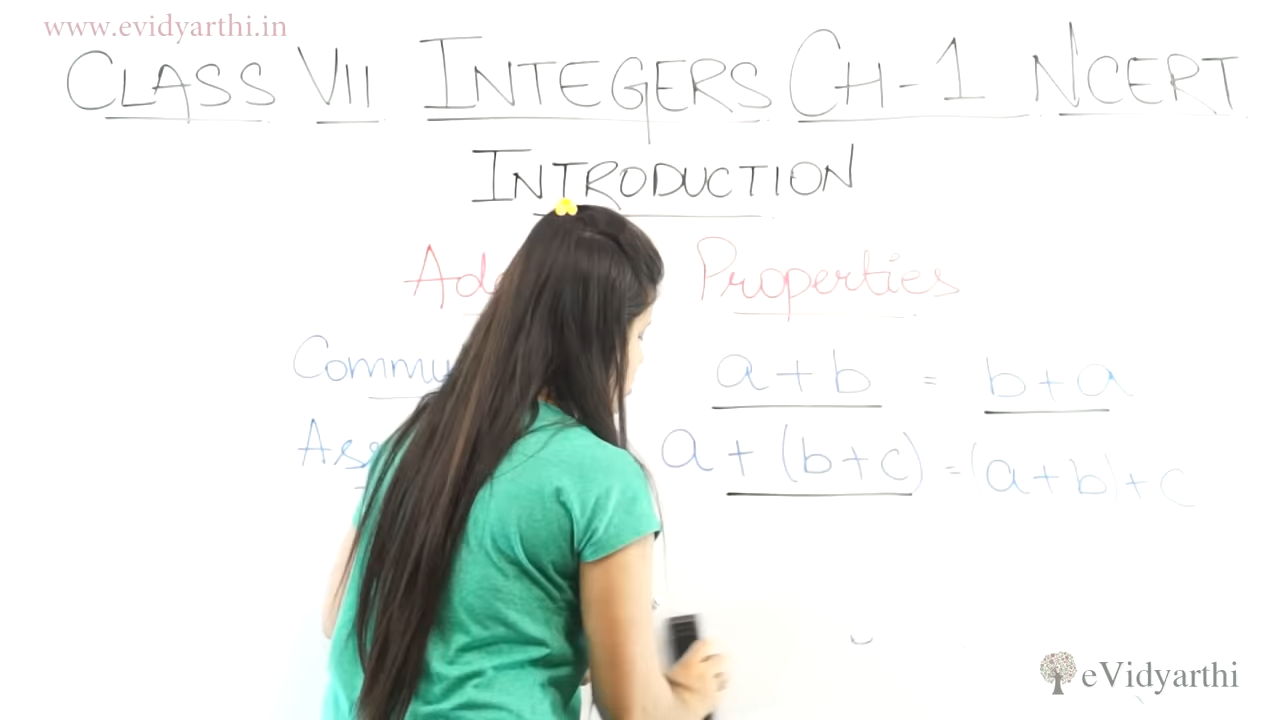 www.evidyarthi.in
CLASS VII INTEGERS CH-1 NCERT
INTRODUCTION
Properties
a+b = b+a
a + (b+c) = (a+b)+c
eVidyarthi